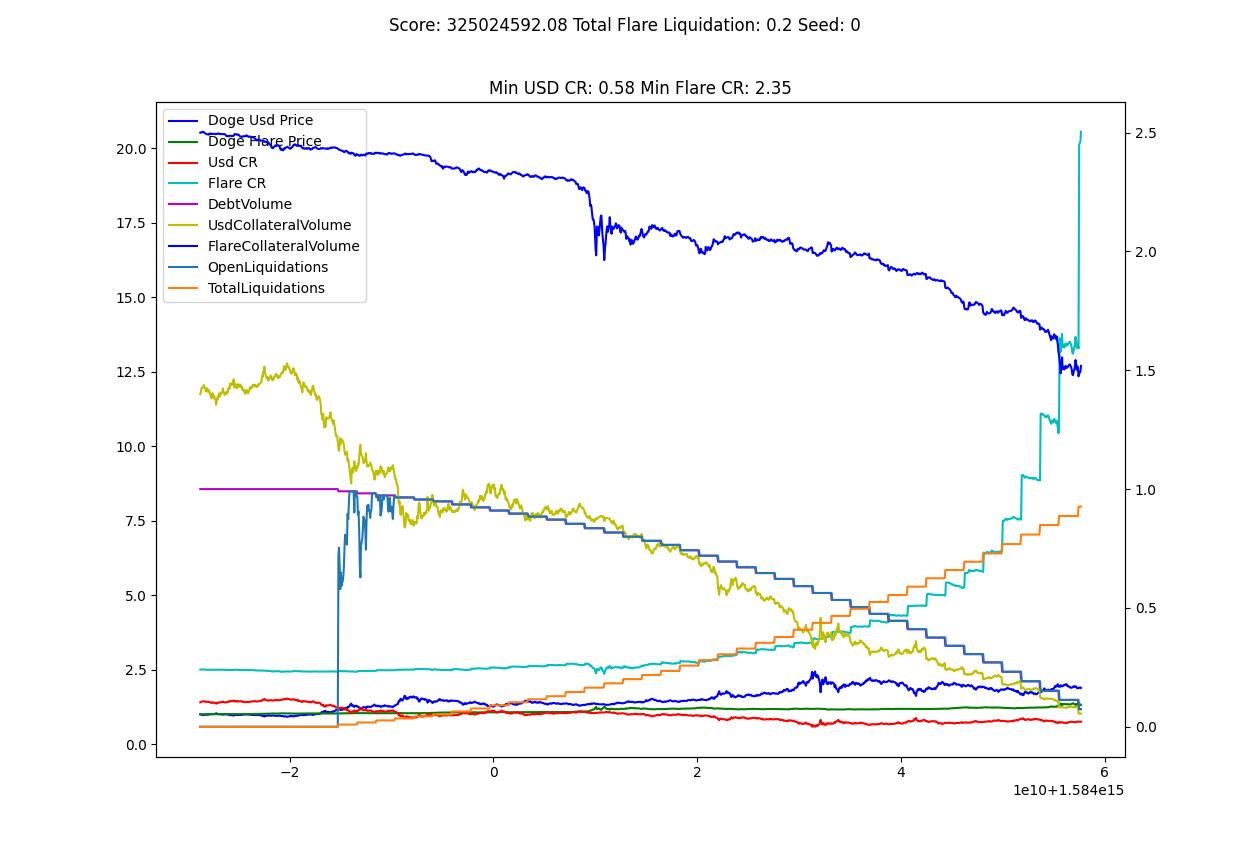 Score: 325024592.08 Total Flare Liquidation: 0.2 Seed: 0
Min USD CR: 0.58 Min Flare CR: 2.35
Doge Usd Price
Doge Flare Price
Usd CR
Flare CR
DebtVolume
UsdCollateralVolume
FlareCollateralVolume
OpenLiquidations
TotalLiquidations
20.0
17.5
15.0
12.5
10.0
7.5
5.0
2.5
0.0
2.5
2.0
1.5
1.0
0.5
0.0
−2
0
2
4
6
1e10+1.584e15